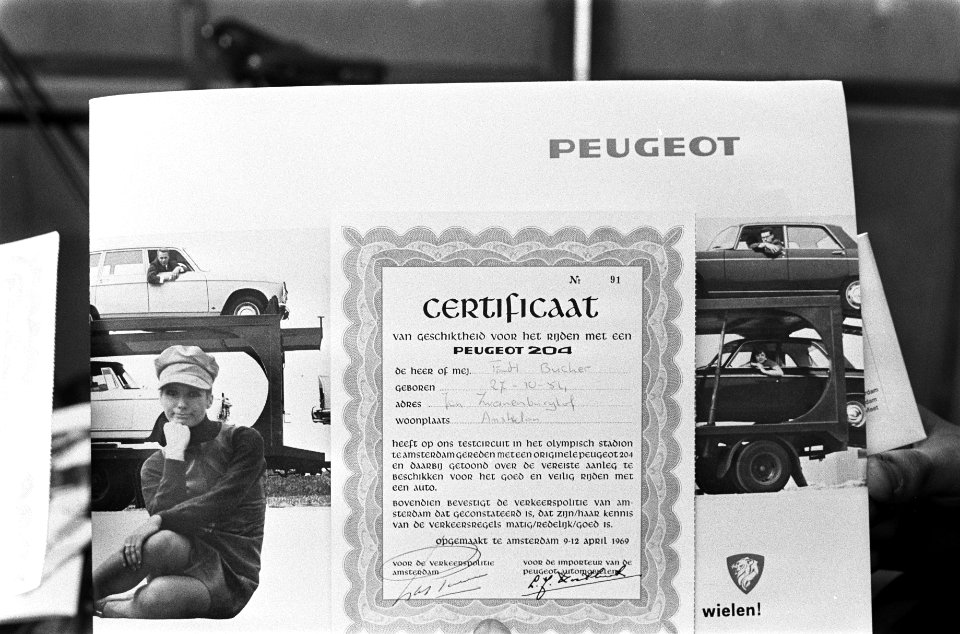 PEUGEOT
No 91
CERTIFICAAT
VAN GESCHIKTHEID VOOR HET RIJDEN MET EEN
PEUGEOT 204
DE HEER OF MEJ. Bucher
GEBOREN 27-10-54
ADRES
WOONPLAATS
HEEFT OP ONS TESTCIRCUIT IN HET OLYMPISCH STADION
TE AMSTERDAM GEREDEN MET EEN ORIGINELE PEUGEOT 204
EN DAARBIJ GETOOND OVER DE VEREISTE AANLEG TE
BESCHIKKEN VOOR HET GOED EN VEILIG RIJDEN MET
EEN AUTO.
BOVENDIEN BEVESTIGT DE VERKEERSPOLITIE VAN AM-
STERDAM DAT GECONSTATEERD IS, DAT ZIJN/HAAR KENNIS
VAN DE VERKEERSREGELS MATIG/REDELIJK/GOED IS.
OPGEMAAKT TE AMSTERDAM 9-12 APRIL 1969
VOOR DE VERKEERSPOLITIE
AMSTERDAM
VOOR DE IMPORTEUR VAN
PEUGEOT AUTOMOBIELEN
wielen!